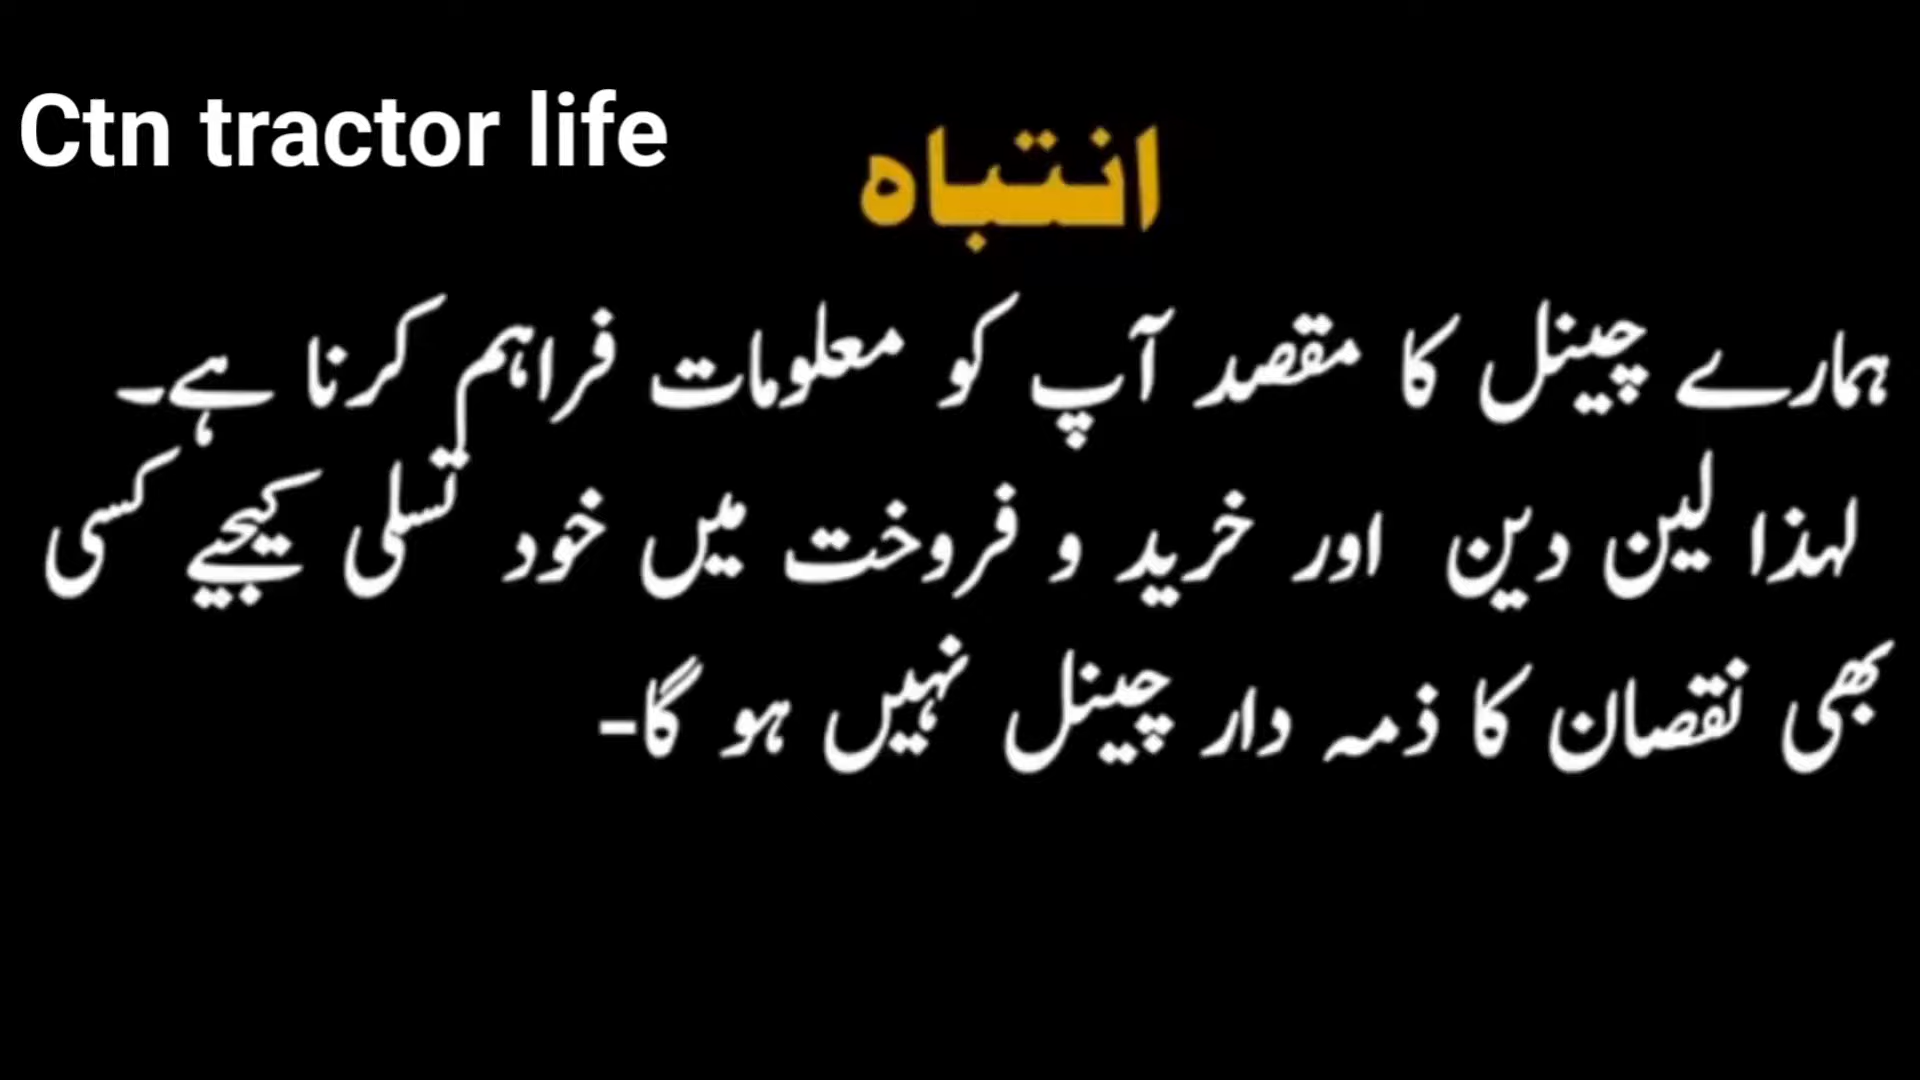 Ctn tractor life
انتباہ
ہمارے چینل کا مقصد آپ کو معلومات فراہم کرنا ہے۔
لہذا لین دین اور خرید و فروخت میں خود تسلی کیجیے کسی
بھی نقصان کا ذمہ دار چینل نہیں ہو گا-